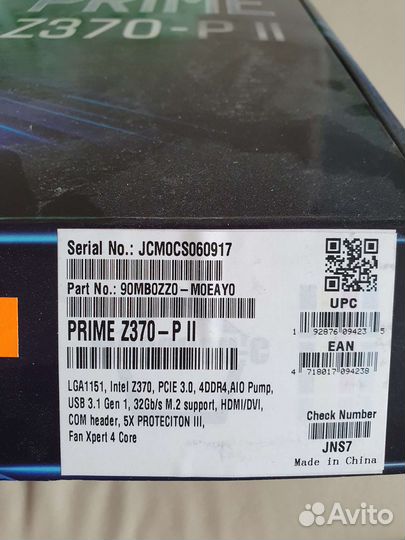 PRIME
Z370-P II
Serial No.: JCM0CS060917
Part No.: 90MB0ZZ0-M0EAY0
PRIME Z370-P II
LGA1151, Intel Z370, PCIE 3.0, 4DDR4,AIO Pump,
USB 3.1 Gen 1, 32Gb/s M.2 support, HDMI/DVI,
COM header, 5X PROTECITON III,
Fan Xpert 4 Core
UPC
1 92876 09423 5
EAN
4 718017 094238
Check Number
JNS7
Made in China
Avito